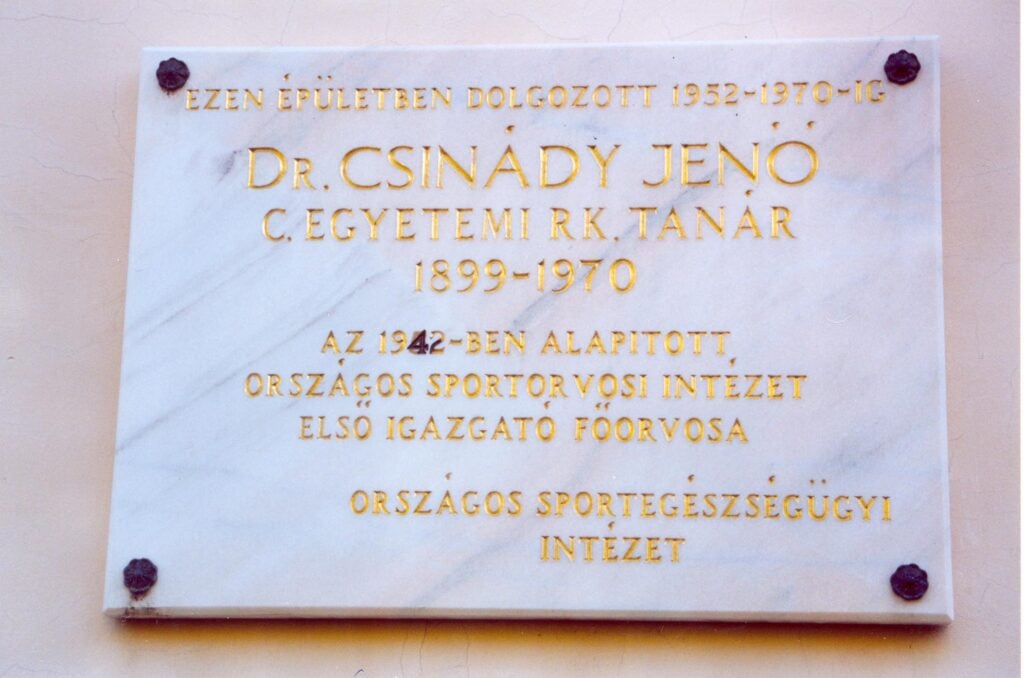 EZEN ÉPÜLETBEN DOLGOZOTT 1952-1970-IG
DR. CSINÁDY JENŐ
C. EGYETEMI RK. TANÁR
1899-1970
AZ 1942-BEN ALAPITOTT
ORSZÁGOS SPORTORVOSI INTÉZET
ELSŐ IGAZGATÓ FŐORVOSA
ORSZÁGOS SPORTEGÉSZSÉGÜGYI
INTÉZET